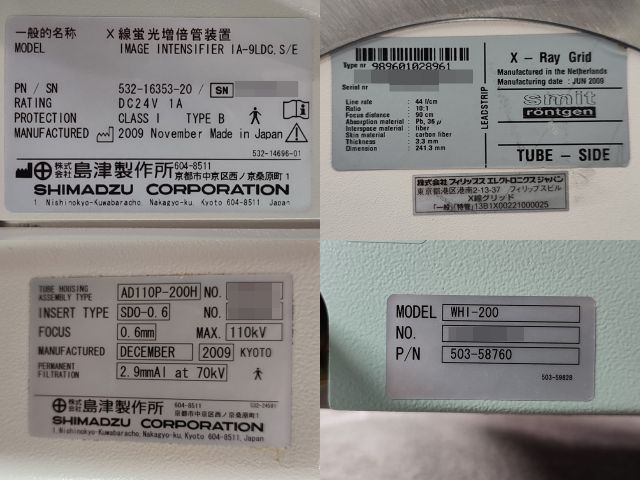 一般的名称 X線蛍光増倍管装置
MODEL IMAGE INTENSIFIER IA-9LDC,S/E
PN / SN 532-16353-20 / SN
RATING DC24V 1A
PROTECTION CLASS I TYPE B
MANUFACTURED 2009 November Made in Japan
532-14696-01
株式会社 島津製作所 604-8511
京都市中京区西ノ京桑原町1
SHIMADZU CORPORATION
1, Nishinokyo-Kuwabaracho, Nakagyo-ku, Kyoto 604-8511
Type nr 989601028961
Serial nr
Line rate : 44 l/cm
Ratio : 10:1
Focus distance : 90 cm
Absorption material : Pb, 36 µ
Interspace material : fiber
Skin material : carbon fiber
Thickness : 3.3 mm
Dimension : 241.3 mm
LEADSTRIP
X - Ray Grid
Manufactured in the Netherlands
Manufacturing date : JUN 2009
smit
röntgen
TUBE - SIDE
株式会社フィリップスエレクトロニクスジャパン
東京都港区港南2-13-37 フィリップスビル
X線グリッド
「一般」(「特管」)13B1X00221000025
TUBE HOUSING
ASSEMBLY TYPE AD110P-200H NO.
INSERT TYPE SDO-0.6 NO.
FOCUS 0.6mm MAX. 110kV
MANUFACTURED DECEMBER 2009 KYOTO
PERMANENT
FILTRATION 2.9mmAl at 70kV
株式会社 島津製作所 604-8511
京都市中京区西ノ京桑原町1
532-24591
SHIMADZU CORPORATION
1, Nishinokyo-Kuwabaracho, Nakagyo-ku, Kyoto 604-8511, Japan
MODEL WHI-200
NO.
P/N 503-58760
503-59828